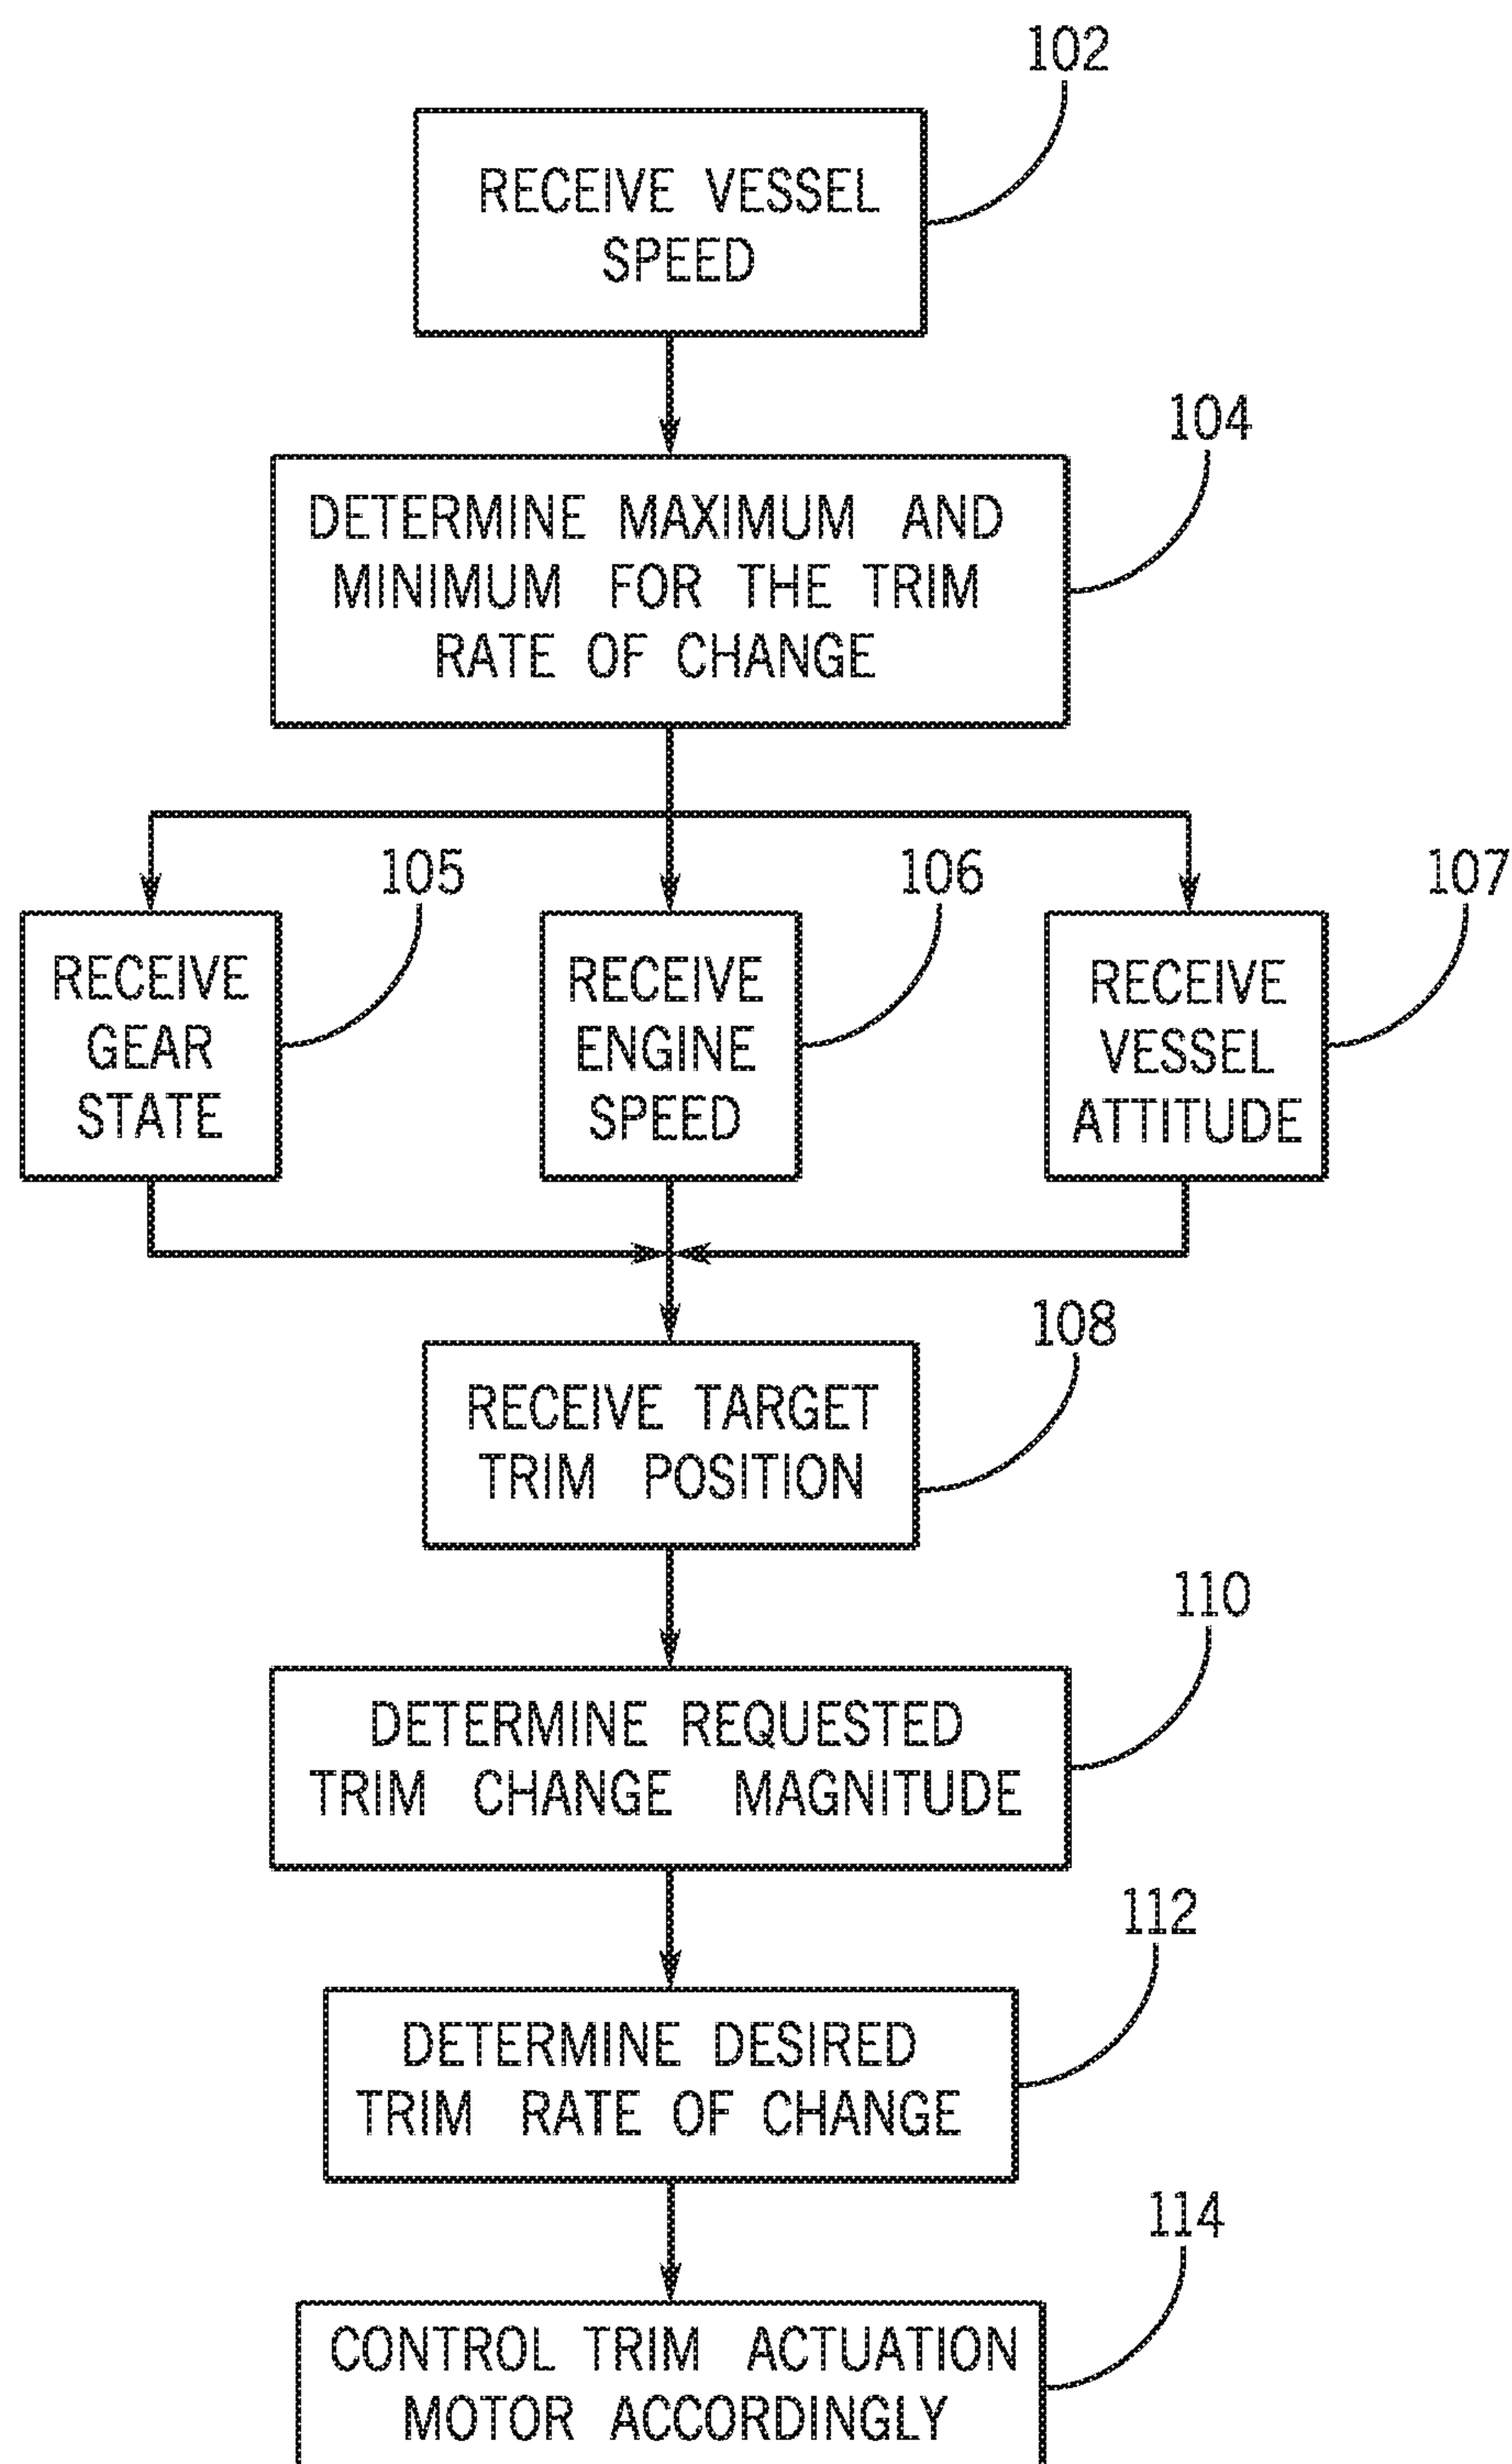 102
RECEIVE VESSEL
SPEED
104
DETERMINE MAXIMUM AND
MINIMUM FOR THE TRIM
RATE OF CHANGE
105
RECEIVE
GEAR
STATE
106
RECEIVE
ENGINE
SPEED
107
RECEIVE
VESSEL
ATTITUDE
108
RECEIVE TARGET
TRIM POSITION
110
DETERMINE REQUESTED
TRIM CHANGE MAGNITUDE
112
DETERMINE DESIRED
TRIM RATE OF CHANGE
114
CONTROL TRIM ACTUATION
MOTOR ACCORDINGLY